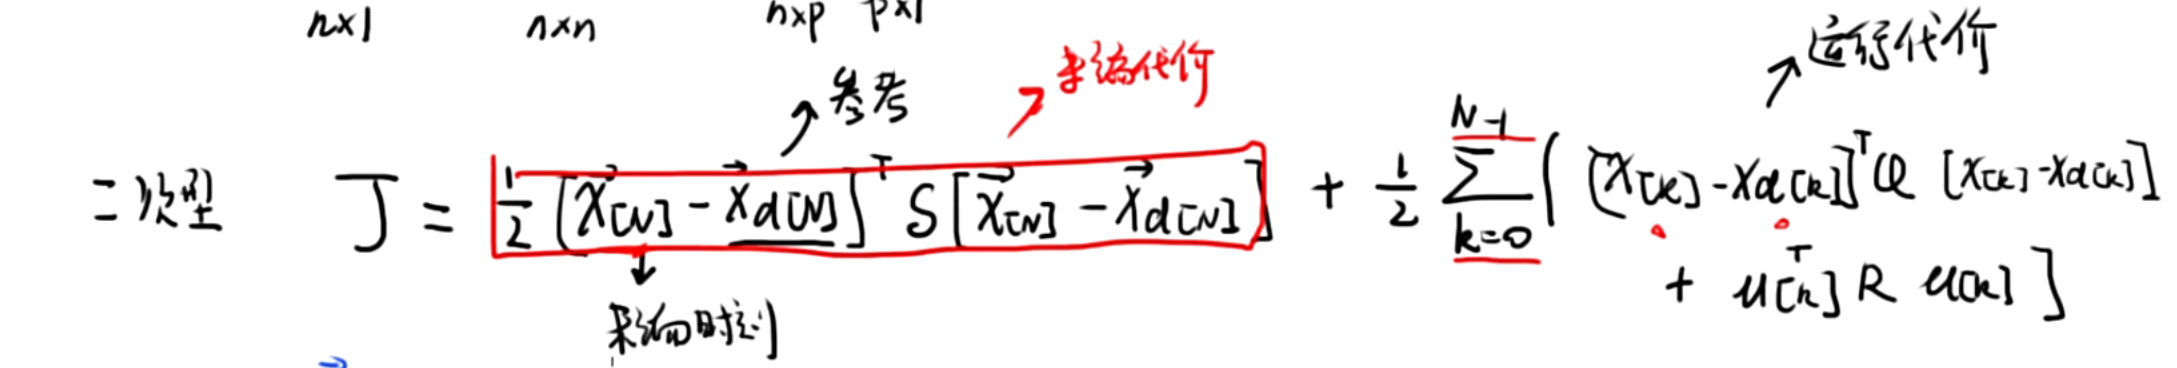 n×1 n×n n×p p×1
参考 末端代价 运行代价
二次型 J = 1/2 [x[N] - xd[N]]^T S [x[N] - xd[N]] + 1/2 Σ_{k=0}^{N-1} ( [x[k] - xd[k]]^T Q [x[k] - xd[k]]
+ u[k]^T R u[k] ]
末端时刻